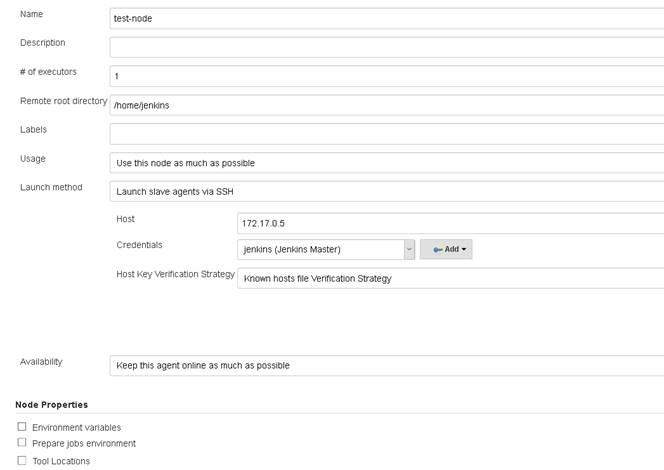 Name test-node
Description
# of executors 1
Remote root directory /home/jenkins
Labels
Usage Use this node as much as possible
Launch method Launch slave agents via SSH
Host 172.17.0.5
Credentials jenkins (Jenkins Master) Add
Host Key Verification Strategy Known hosts file Verification Strategy
Availability Keep this agent online as much as possible
Node Properties
Environment variables
Prepare jobs environment
Tool Locations